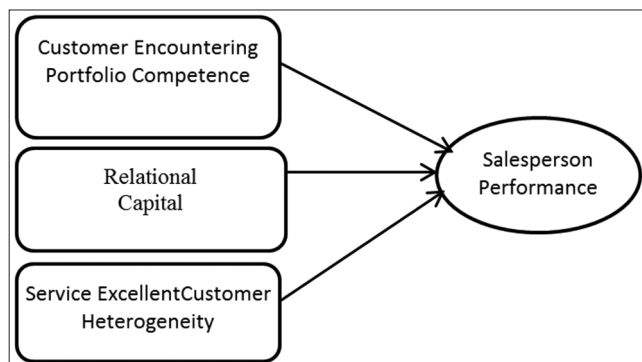 Customer Encountering
Portfolio Competence
Relational
Capital
Service ExcellentCustomer
Heterogeneity
Salesperson
Performance